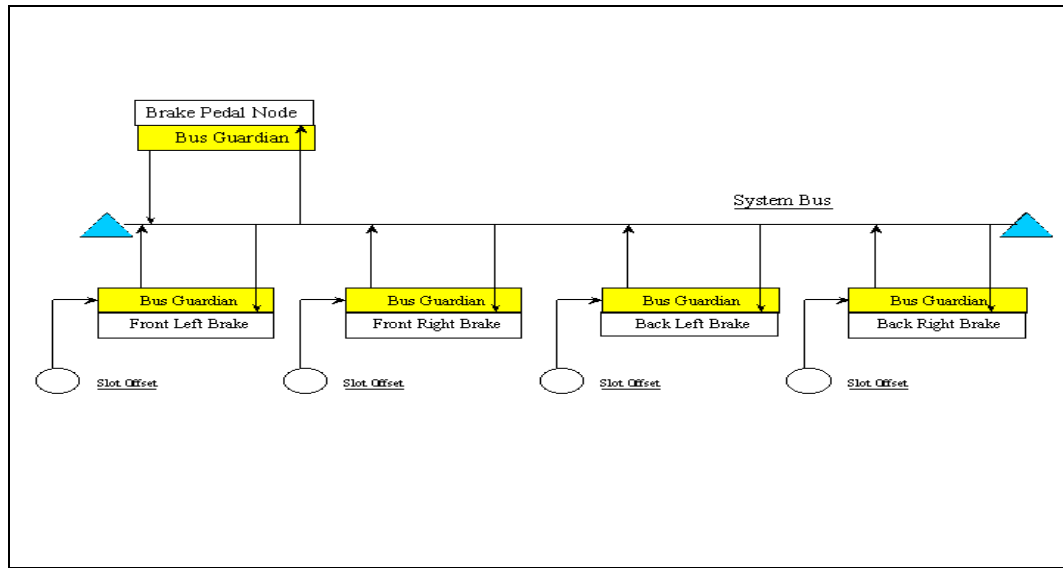 Brake Pedal Node
Bus Guardian
System Bus
Bus Guardian
Front Left Brake
Slot Offset
Bus Guardian
Front Right Brake
Slot Offset
Bus Guardian
Back Left Brake
Slot Offset
Bus Guardian
Back Right Brake
Slot Offset